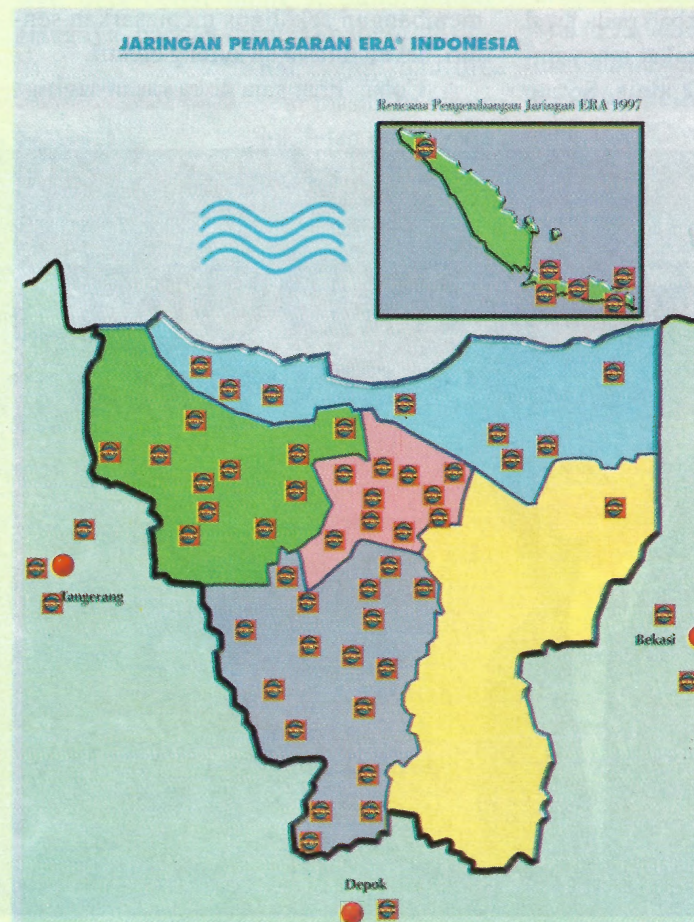 JARINGAN PEMASARAN ERA® INDONESIA
Rencana Pengembangan Jaringan ERA 1997
Tangerang
Bekasi
Depok